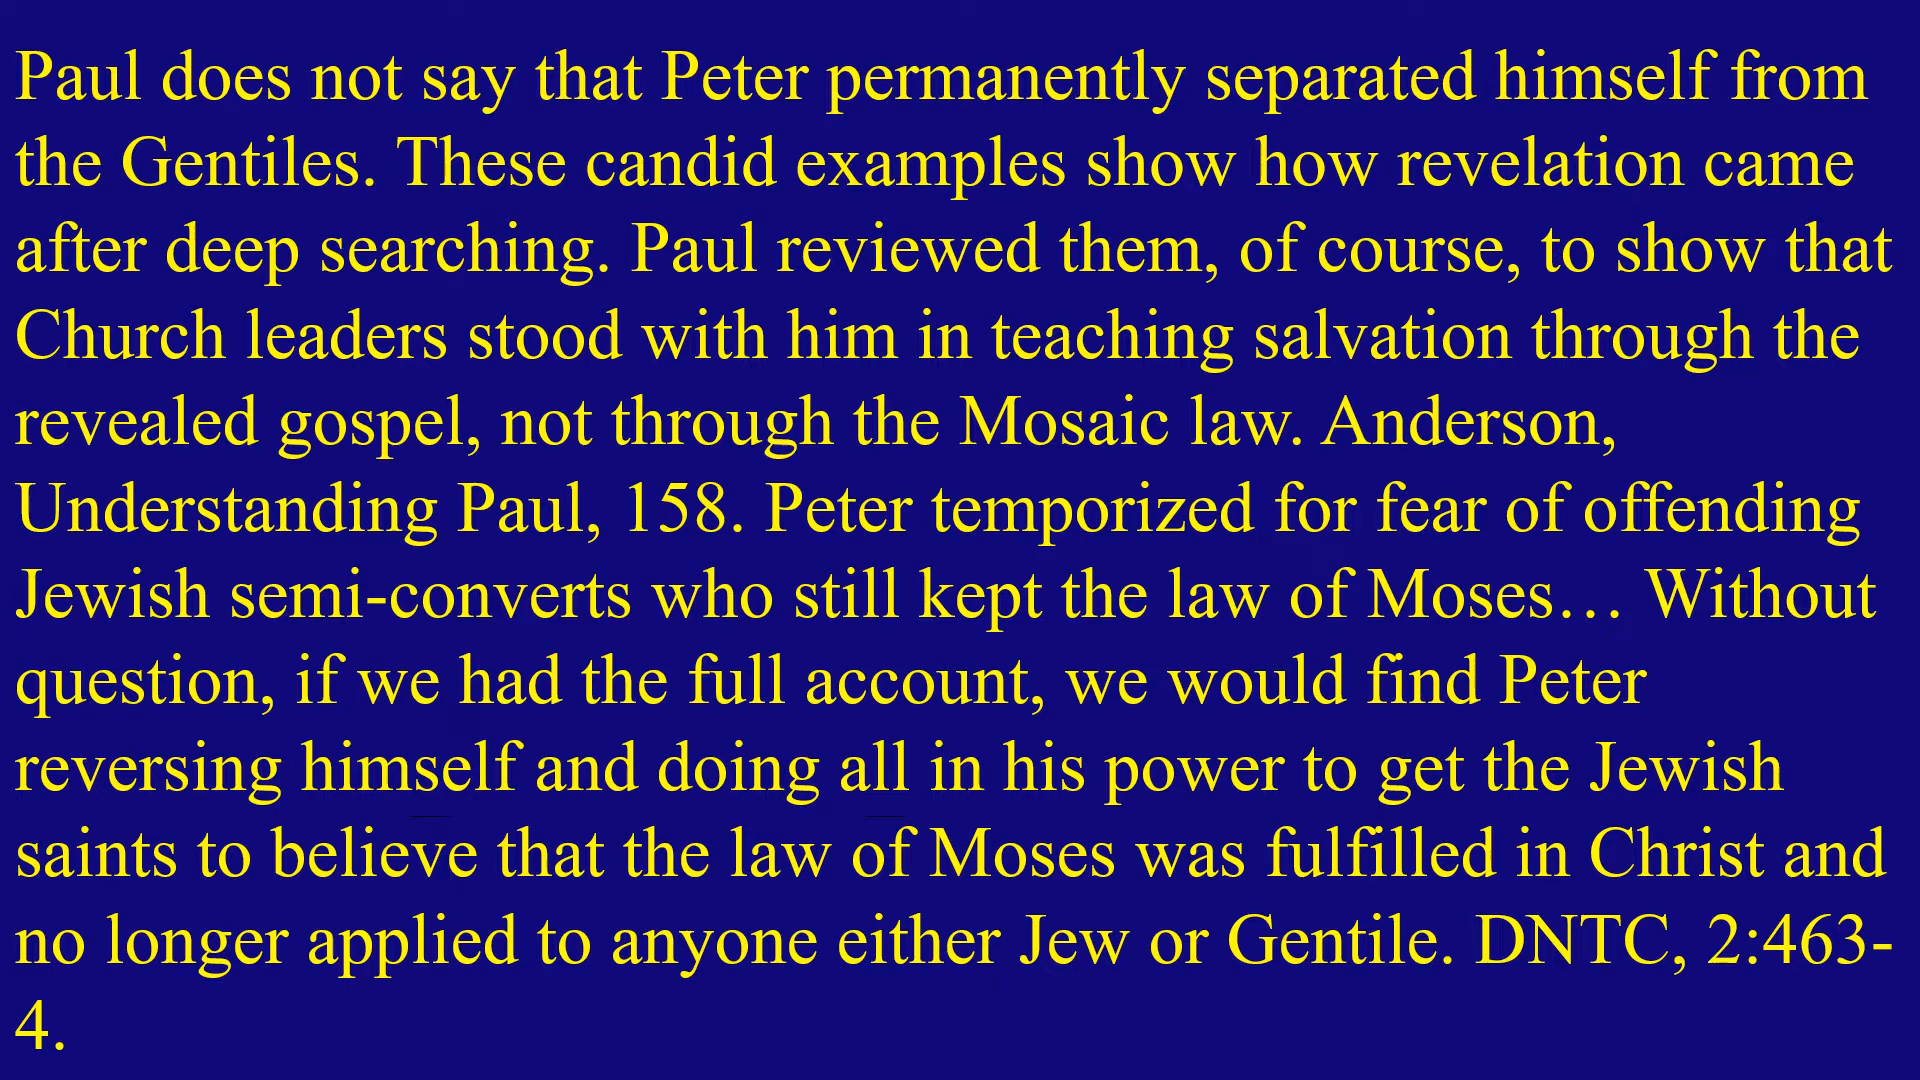 Paul does not say that Peter permanently separated himself from
the Gentiles. These candid examples show how revelation came
after deep searching. Paul reviewed them, of course, to show that
Church leaders stood with him in teaching salvation through the
revealed gospel, not through the Mosaic law. Anderson,
Understanding Paul, 158. Peter temporized for fear of offending
Jewish semi-converts who still kept the law of Moses… Without
question, if we had the full account, we would find Peter
reversing himself and doing all in his power to get the Jewish
saints to believe that the law of Moses was fulfilled in Christ and
no longer applied to anyone either Jew or Gentile. DNTC, 2:463-
4.